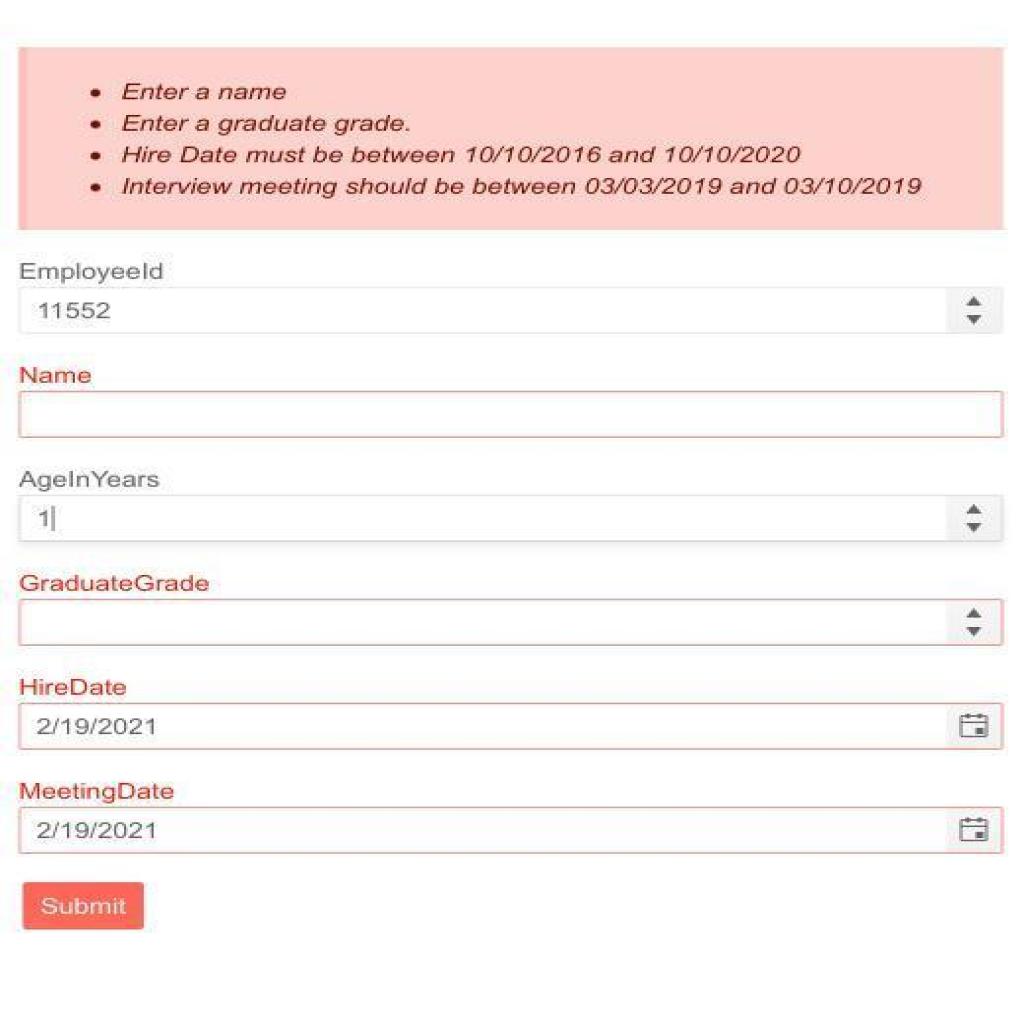 • Enter a name
• Enter a graduate grade.
• Hire Date must be between 10/10/2016 and 10/10/2020
• Interview meeting should be between 03/03/2019 and 03/10/2019
EmployeeId
11552
Name
AgeInYears
1
GraduateGrade
HireDate
2/19/2021
MeetingDate
2/19/2021
Submit